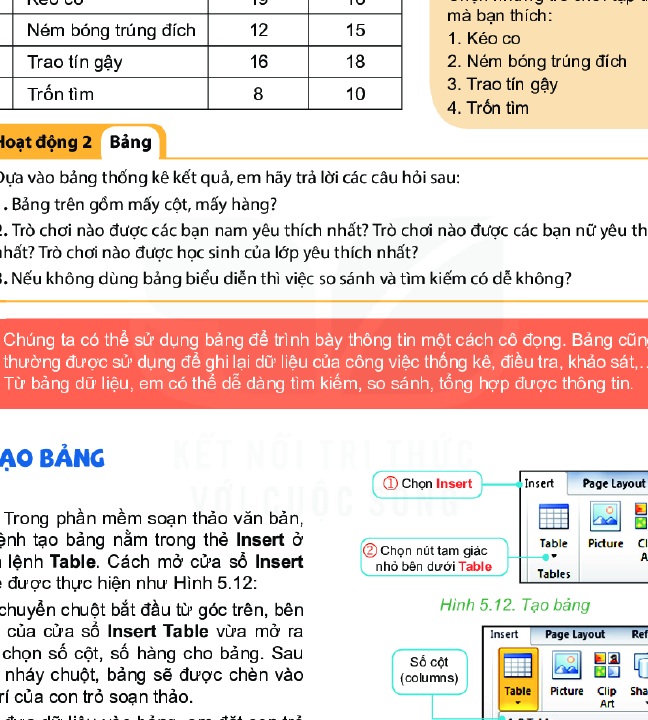 Kéo co 19 16
Ném bóng trúng đích 12 15
Trao tín gậy 16 18
Trốn tìm 8 10
mà bạn thích:
1. Kéo co
2. Ném bóng trúng đích
3. Trao tín gậy
4. Trốn tìm
Hoạt động 2 Bảng
Dựa vào bảng thống kê kết quả, em hãy trả lời các câu hỏi sau:
. Bảng trên gồm mấy cột, mấy hàng?
2. Trò chơi nào được các bạn nam yêu thích nhất? Trò chơi nào được các bạn nữ yêu th
nhất? Trò chơi nào được học sinh của lớp yêu thích nhất?
3. Nếu không dùng bảng biểu diễn thì việc so sánh và tìm kiếm có dễ không?
Chúng ta có thể sử dụng bảng để trình bày thông tin một cách cô đọng. Bảng cũng
thường được sử dụng để ghi lại dữ liệu của công việc thống kê, điều tra, khảo sát,...
Từ bảng dữ liệu, em có thể dễ dàng tìm kiếm, so sánh, tổng hợp được thông tin.
KẾT NỐI TRI THỨC
VỚI CUỘC SỐNG
TẠO BẢNG
Trong phần mềm soạn thảo văn bản,
lệnh tạo bảng nằm trong thẻ Insert ở
lệnh Table. Cách mở cửa sổ Insert
được thực hiện như Hình 5.12:
chuyển chuột bắt đầu từ góc trên, bên
của cửa sổ Insert Table vừa mở ra
chọn số cột, số hàng cho bảng. Sau
nháy chuột, bảng sẽ được chèn vào
trí của con trỏ soạn thảo.
① Chọn Insert
② Chọn nút tam giác
nhỏ bên dưới Table
Insert Page Layout
Table Picture Cl
A
Tables
Hình 5.12. Tạo bảng
Số cột
(columns)
Insert Page Layout Ref
Table Picture Clip Sha
Art